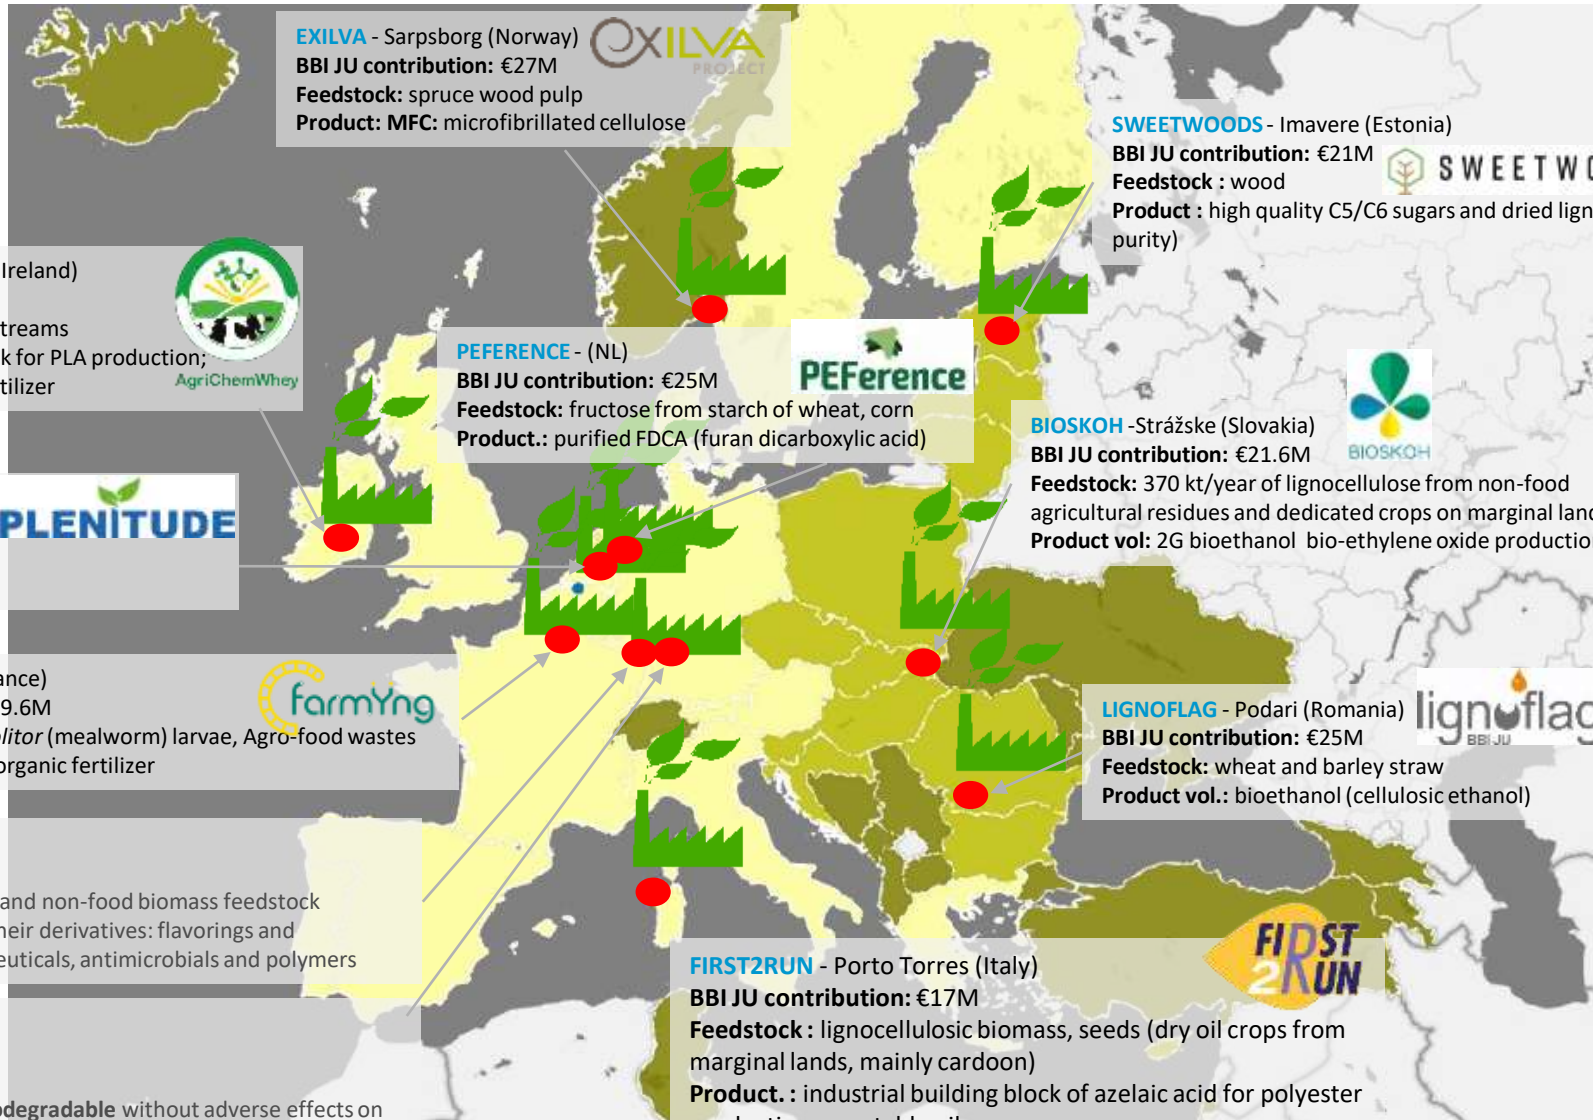 EXILVA - Sarpsborg (Norway)
BBI JU contribution: €27M
Feedstock: spruce wood pulp
Product: MFC: microfibrillated cellulose
EXILVA
PROJECT
SWEETWOODS - Imavere (Estonia)
BBI JU contribution: €21M
Feedstock : wood
Product : high quality C5/C6 sugars and dried lign
purity)
SWEETWO
Ireland)
treams
k for PLA production;
tilizer
AgriChemWhey
PEFERENCE - (NL)
BBI JU contribution: €25M
Feedstock: fructose from starch of wheat, corn
Product.: purified FDCA (furan dicarboxylic acid)
PEFerence
BIOSKOH -Strážske (Slovakia)
BBI JU contribution: €21.6M
Feedstock: 370 kt/year of lignocellulose from non-food
agricultural residues and dedicated crops on marginal land
Product vol: 2G bioethanol bio-ethylene oxide productio
BIOSKOH
PLENITUDE
ance)
9.6M
litor (mealworm) larvae, Agro-food wastes
organic fertilizer
farmYng
LIGNOFLAG - Podari (Romania)
BBI JU contribution: €25M
Feedstock: wheat and barley straw
Product vol.: bioethanol (cellulosic ethanol)
lignoflag
BBI JU
and non-food biomass feedstock
heir derivatives: flavorings and
euticals, antimicrobials and polymers
FIRST2RUN - Porto Torres (Italy)
BBI JU contribution: €17M
Feedstock : lignocellulosic biomass, seeds (dry oil crops from
marginal lands, mainly cardoon)
Product. : industrial building block of azelaic acid for polyester
FIRST
2RUN
odegradable without adverse effects on